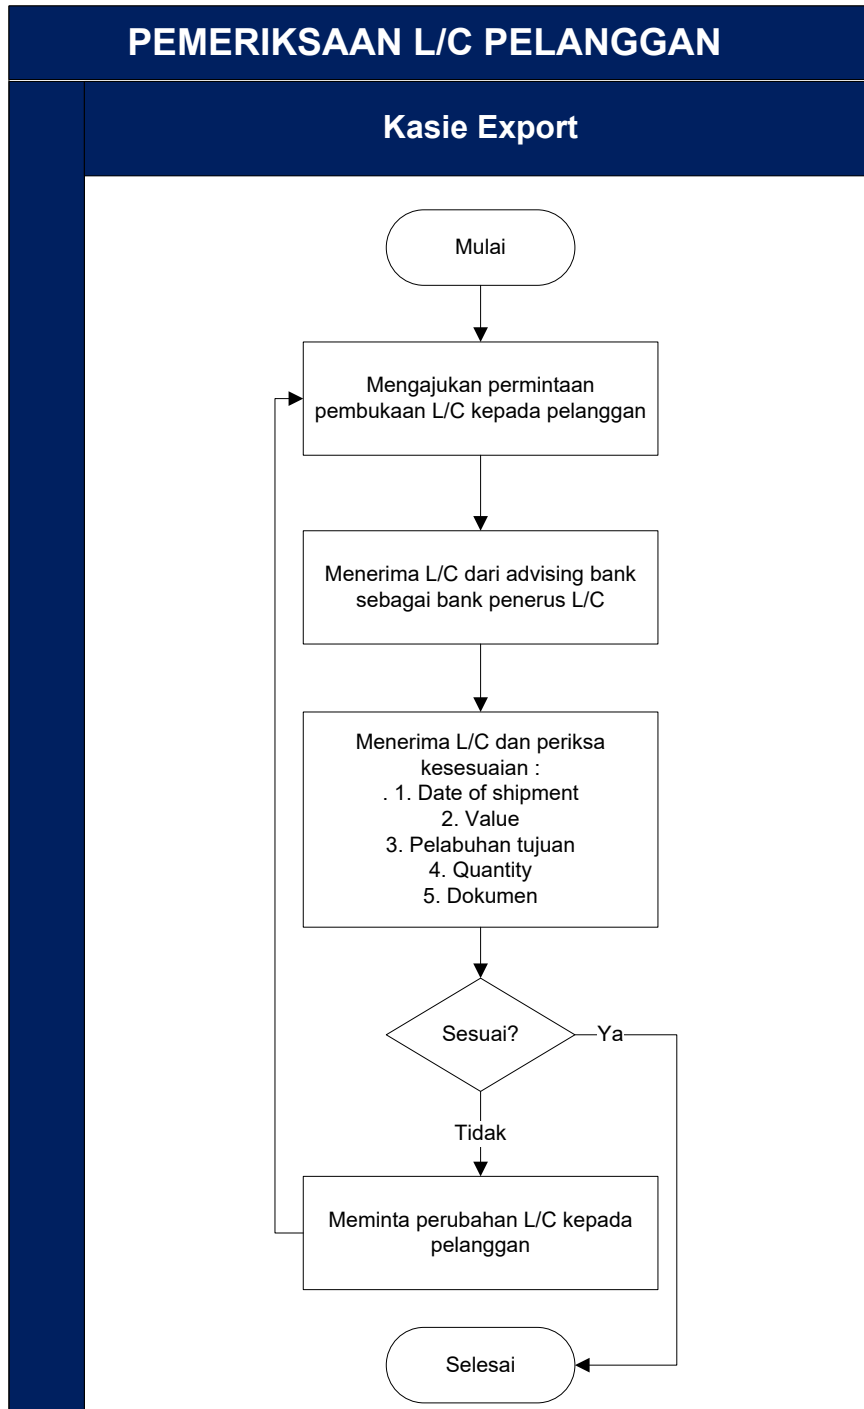 PEMERIKSAAN L/C PELANGGAN
Kasie Export
Mulai
Mengajukan permintaan
pembukaan L/C kepada pelanggan
Menerima L/C dari advising bank
sebagai bank penerus L/C
Menerima L/C dan periksa
kesesuaian :
. 1. Date of shipment
2. Value
3. Pelabuhan tujuan
4. Quantity
5. Dokumen
Sesuai?
Ya
Tidak
Meminta perubahan L/C kepada
pelanggan
Selesai